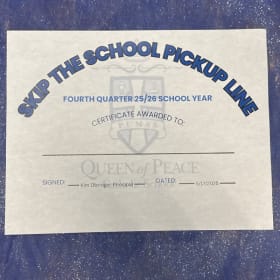 SKIP THE SCHOOL PICKUP LINE
FOURTH QUARTER 25/26 SCHOOL YEAR
CERTIFICATE AWARDED TO:
QUEEN of PEACE
SIGNED:
Principal
DATED: